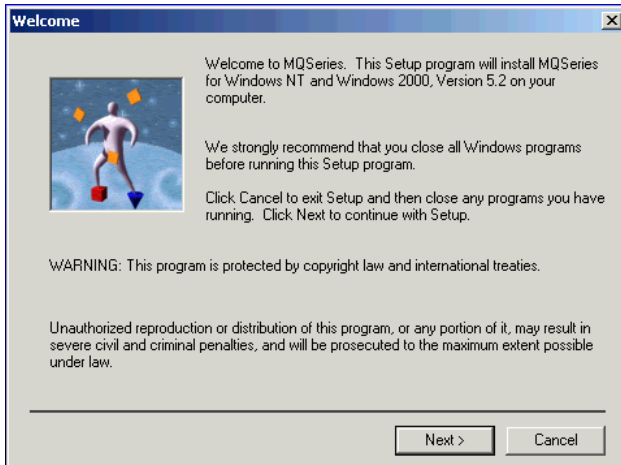 Welcome
Welcome to MQSeries. This Setup program will install MQSeries
for Windows NT and Windows 2000, Version 5.2 on your
computer.
We strongly recommend that you close all Windows programs
before running this Setup program.
Click Cancel to exit Setup and then close any programs you have
running. Click Next to continue with Setup.
WARNING: This program is protected by copyright law and international treaties.
Unauthorized reproduction or distribution of this program, or any portion of it, may result in
severe civil and criminal penalties, and will be prosecuted to the maximum extent possible
under law.
Next >
Cancel